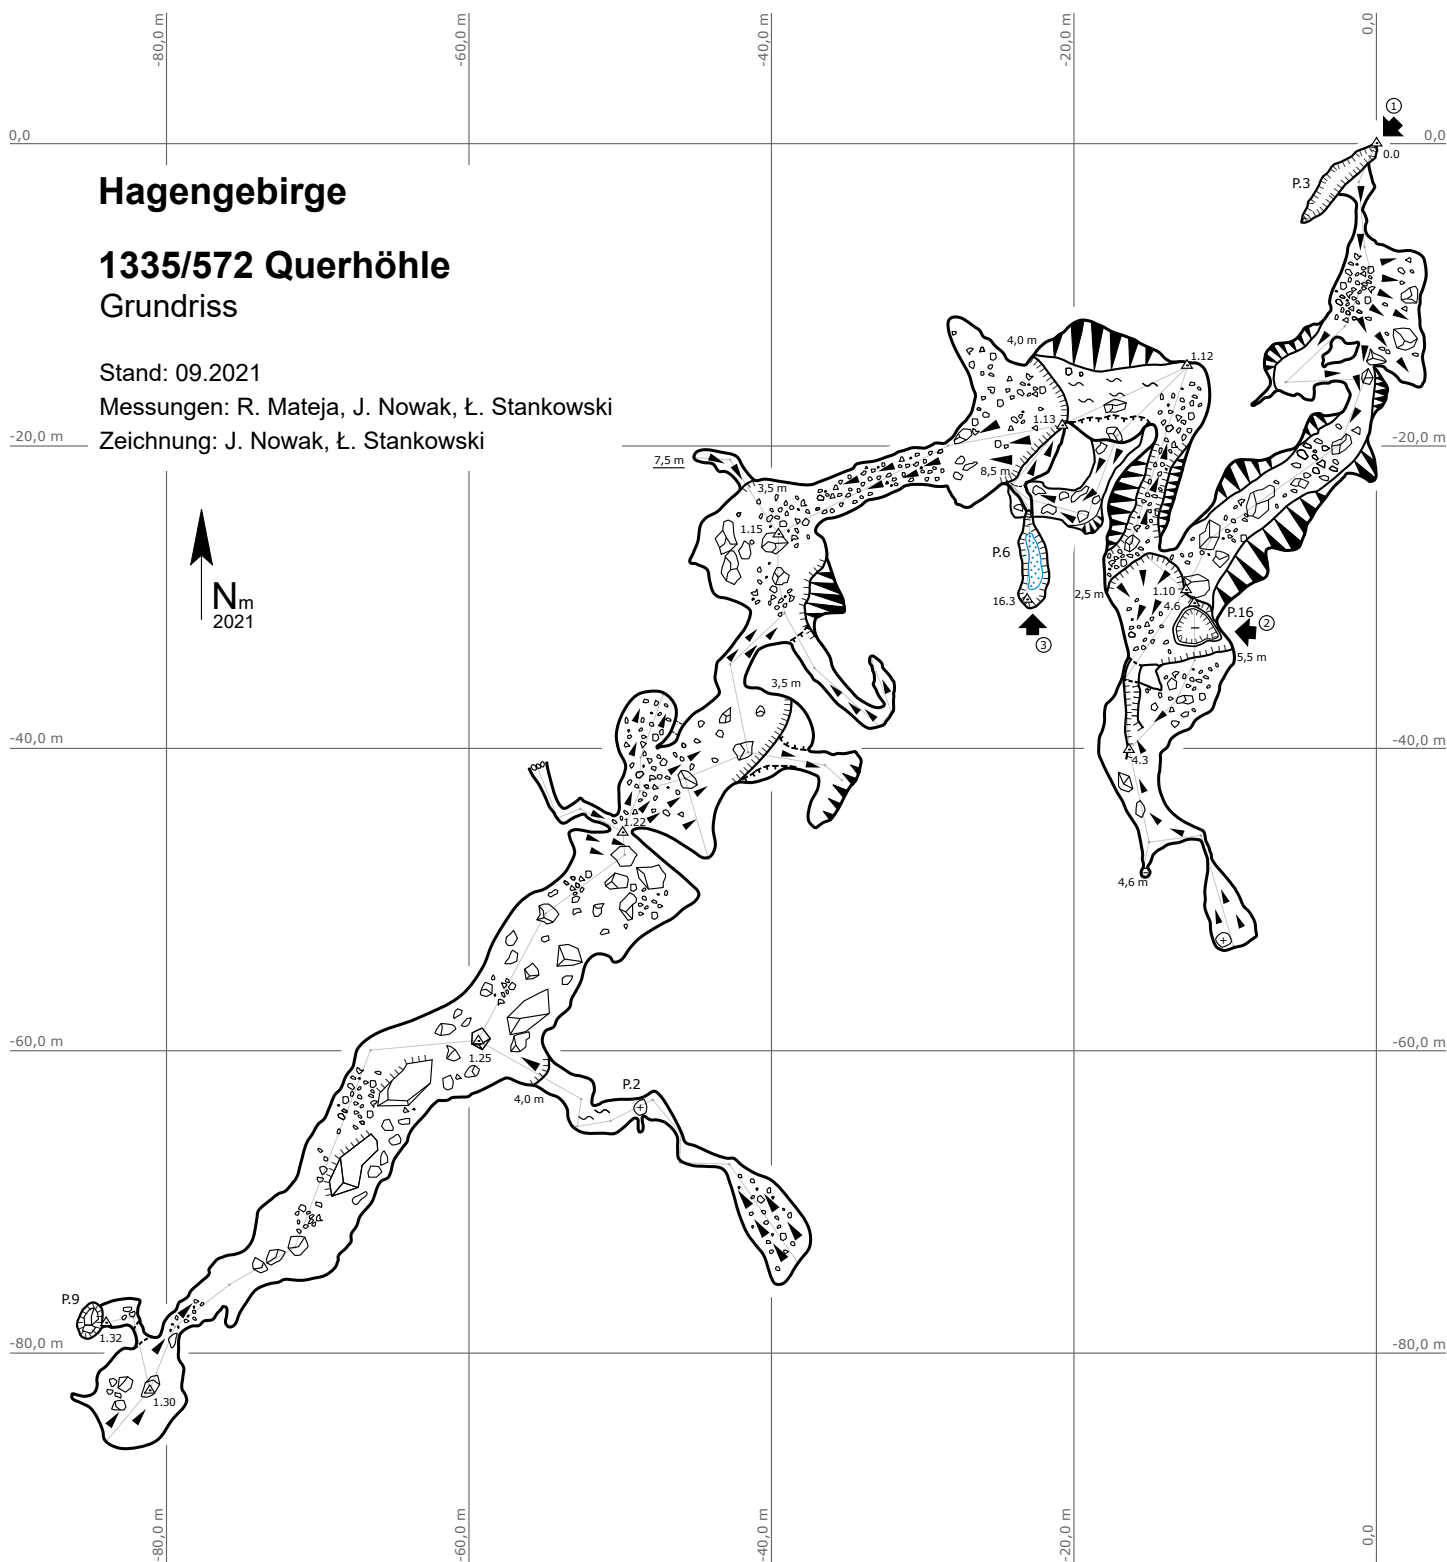 -80,0 m
-60,0 m
-40,0 m
-20,0 m
0,0
1
0,0
0,0
0.0
Hagengebirge
P.3
1335/572 Querhöhle
Grundriss
4,0 m
1.12
Stand: 09.2021
Messungen: R. Mateja, J. Nowak, Ł. Stankowski
1.13
-20,0 m
Zeichnung: J. Nowak, Ł. Stankowski
-20,0 m
7,5 m
8,5 m
3,5 m
1.15
P.6
Nm
2021
16.3
2,5 m
1.10
4.6
P.16
2
3
5,5 m
3,5 m
-40,0 m
-40,0 m
4.3
1.22
4,6 m
-60,0 m
-60,0 m
1.25
P.2
4,0 m
P.9
1.32
-80,0 m
-80,0 m
1.30
-80,0 m
-60,0 m
-40,0 m
-20,0 m
0,0